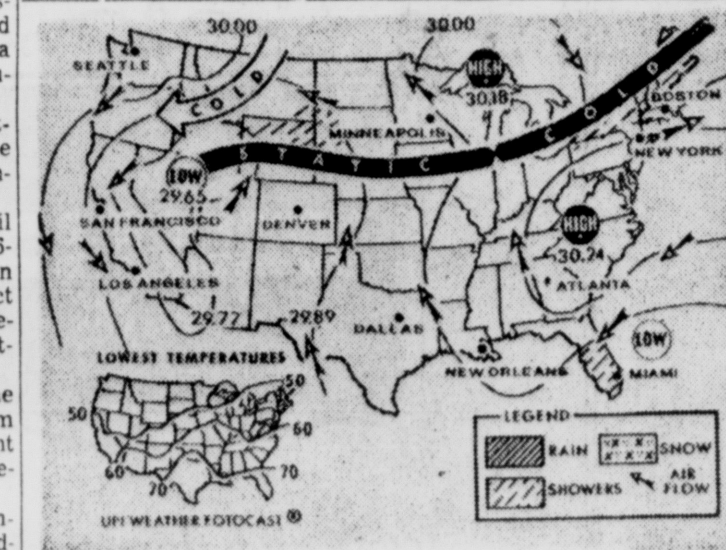 30.00
30.00
SEATTLE
COLD
HIGH
30.18
COLD
BOSTON
MINNEAPOLIS
NEW YORK
STATIC
LOW
29.65
SAN FRANCISCO
DENVER
HIGH
30.24
LOS ANGELES
ATLANTA
29.77
29.89
DALLAS
LOW
NEW ORLEANS
MIAMI
LOWEST TEMPERATURES
50
50
60
60
70
70
LEGEND
RAIN
SNOW
SHOWERS
AIR
FLOW
UPI WEATHER FOTOCAST ®